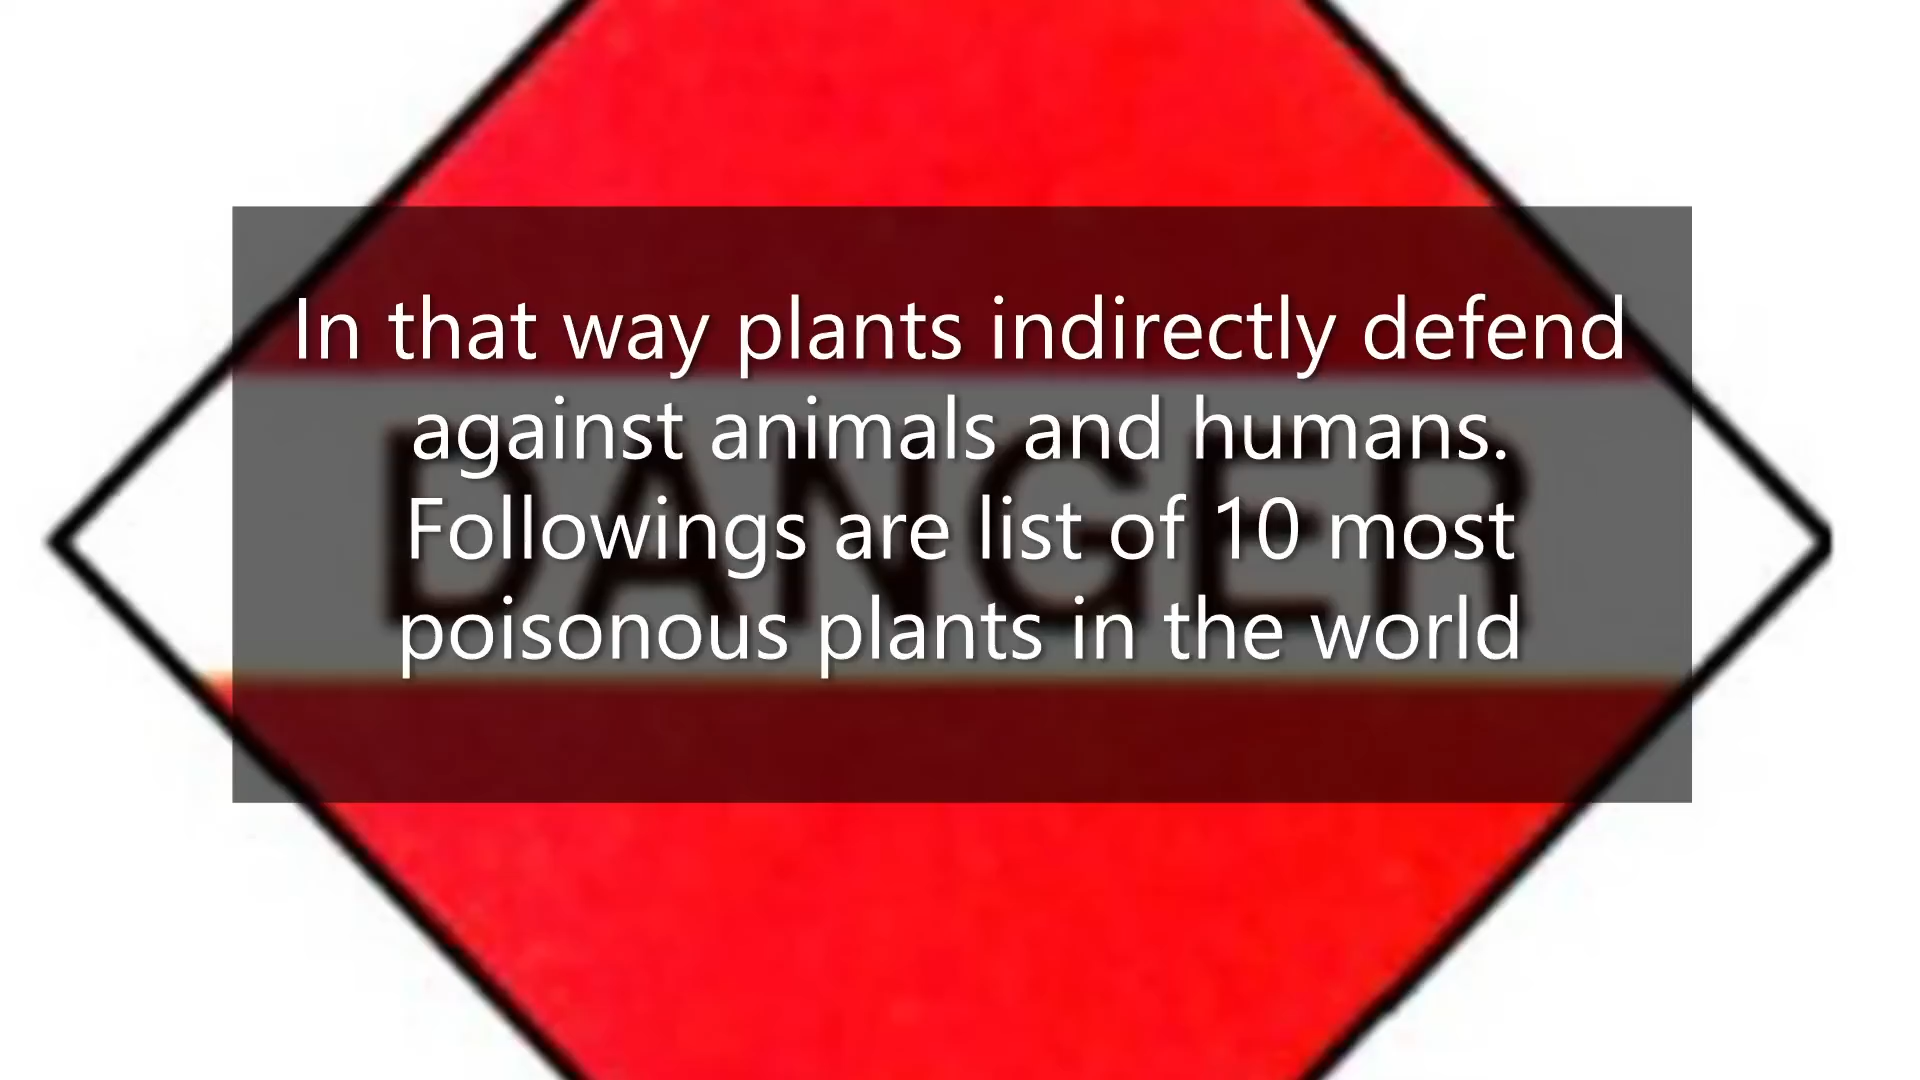 In that way plants indirectly defend
against animals and humans.
Followings are list of 10 most
poisonous plants in the world
DANGER